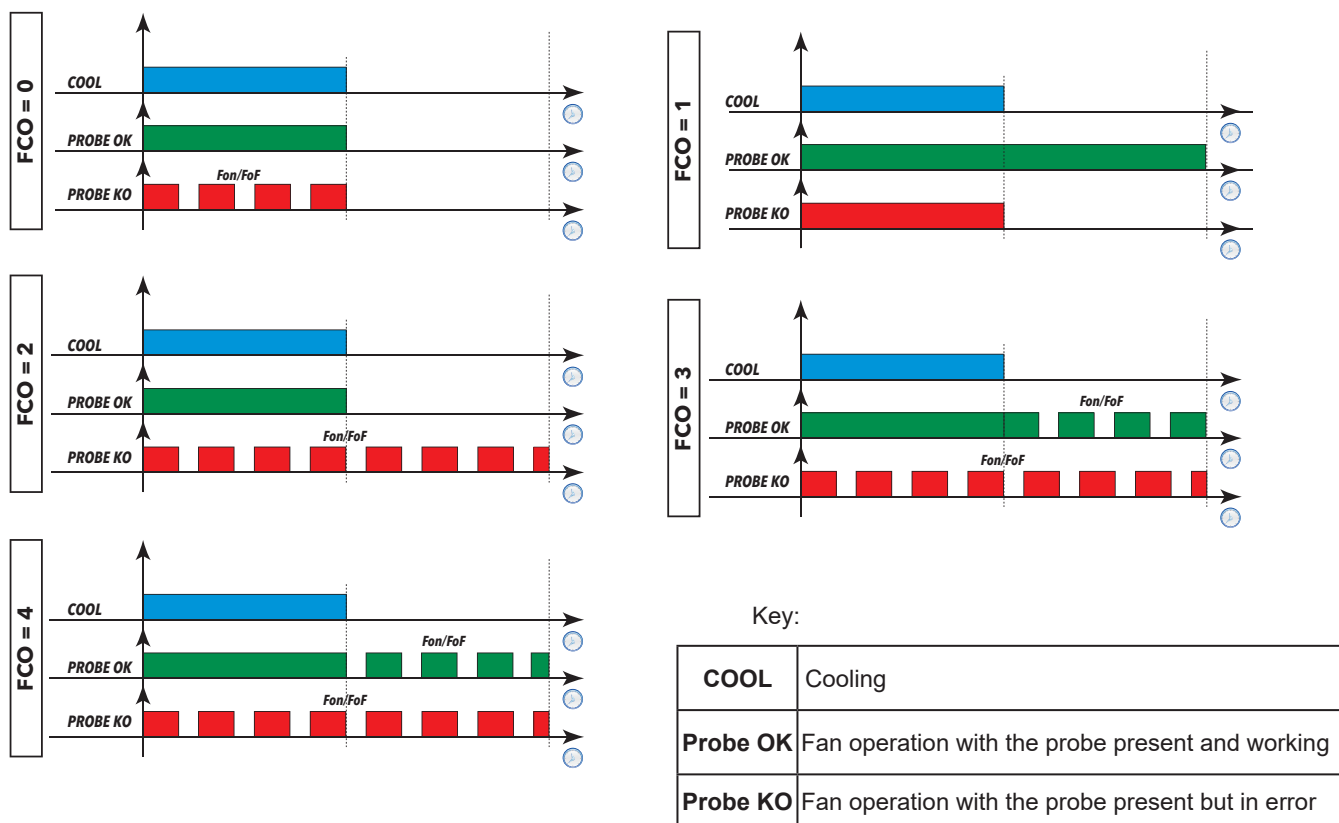 FCO = 0
COOL
PROBE OK
Fon/FoF
PROBE KO
FCO = 1
COOL
PROBE OK
PROBE KO
FCO = 2
COOL
PROBE OK
Fon/FoF
PROBE KO
FCO = 3
COOL
Fon/FoF
PROBE OK
Fon/FoF
PROBE KO
FCO = 4
COOL
Fon/FoF
PROBE OK
Fon/FoF
PROBE KO
Key:
COOL Cooling
Probe OK Fan operation with the probe present and working
Probe KO Fan operation with the probe present but in error